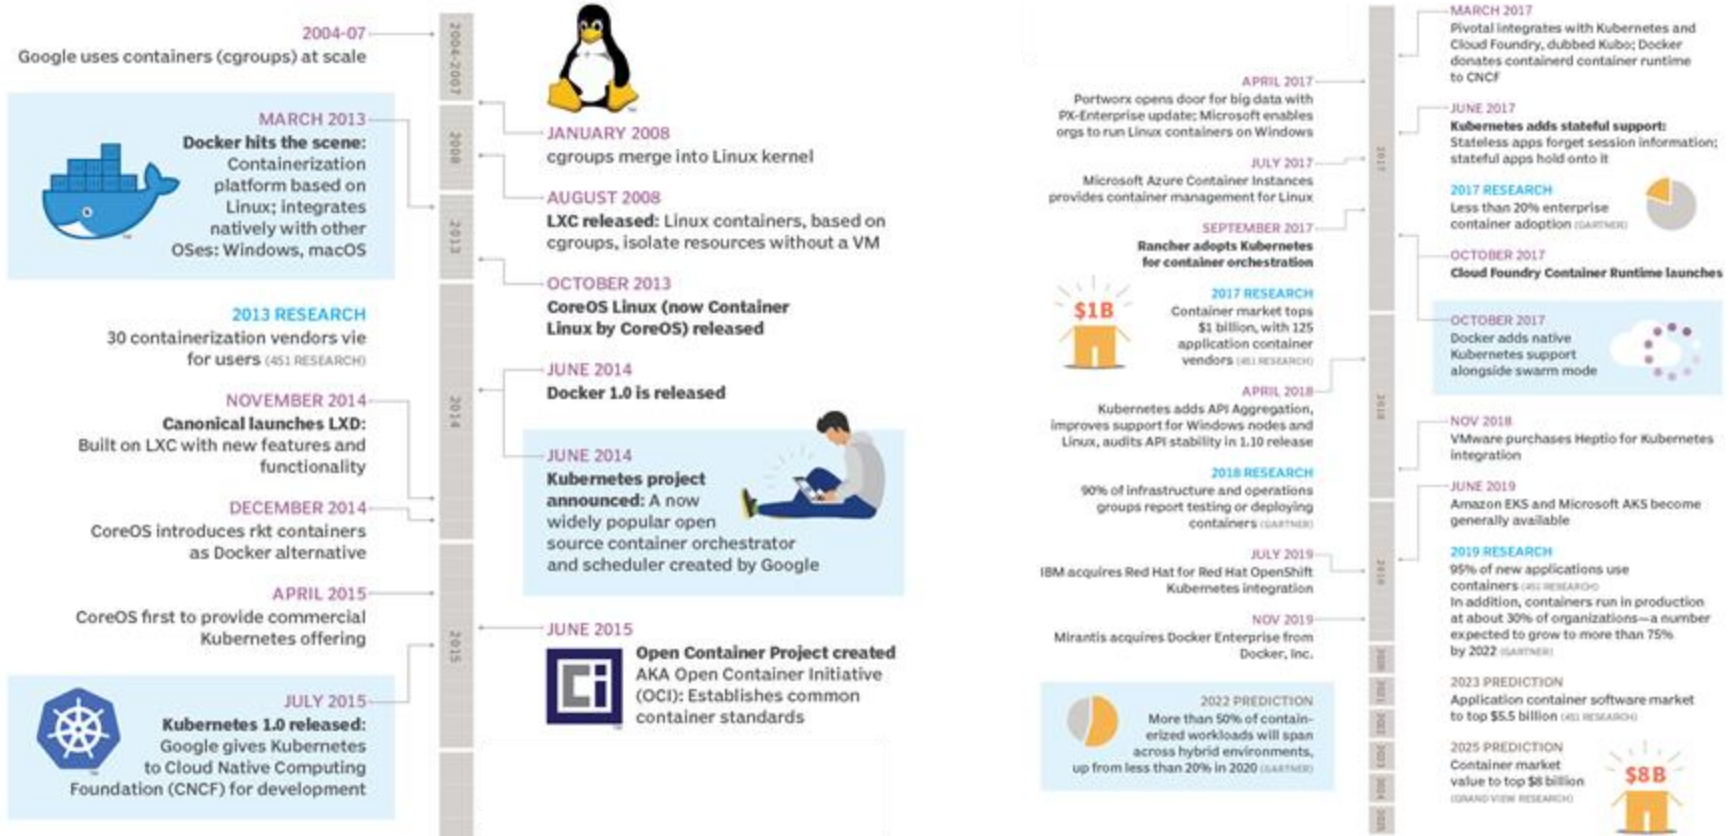 2004-07
Google uses containers (cgroups) at scale
MARCH 2013
Docker hits the scene:
Containerization
platform based on
Linux; integrates
natively with other
OSes: Windows, macOS
2013 RESEARCH
30 containerization vendors vie
for users (451 RESEARCH)
NOVEMBER 2014
Canonical launches LXD:
Built on LXC with new features and
functionality
DECEMBER 2014
CoreOS introduces rkt containers
as Docker alternative
APRIL 2015
CoreOS first to provide commercial
Kubernetes offering
JULY 2015
Kubernetes 1.0 released:
Google gives Kubernetes
to Cloud Native Computing
Foundation (CNCF) for development
2004-2007
2008
2013
2014
2015
JANUARY 2008
cgroups merge into Linux kernel
AUGUST 2008
LXC released: Linux containers, based on
cgroups, isolate resources without a VM
OCTOBER 2013
CoreOS Linux (now Container
Linux by CoreOS) released
JUNE 2014
Docker 1.0 is released
JUNE 2014
Kubernetes project
announced: A now
widely popular open
source container orchestrator
and scheduler created by Google
JUNE 2015
Open Container Project created
AKA Open Container Initiative
(OCI): Establishes common
container standards
APRIL 2017
Portworx opens door for big data with
PX-Enterprise update; Microsoft enables
orgs to run Linux containers on Windows
JULY 2017
Microsoft Azure Container Instances
provides container management for Linux
SEPTEMBER 2017
Rancher adopts Kubernetes
for container orchestration
$1B
2017 RESEARCH
Container market tops
$1 billion, with 125
application container
vendors (451 RESEARCH)
APRIL 2018
Kubernetes adds API Aggregation,
improves support for Windows nodes and
Linux, audits API stability in 1.10 release
2018 RESEARCH
90% of infrastructure and operations
groups report testing or deploying
containers (GARTNER)
JULY 2019
IBM acquires Red Hat for Red Hat OpenShift
Kubernetes integration
NOV 2019
Mirantis acquires Docker Enterprise from
Docker, Inc.
2022 PREDICTION
More than 50% of contain-
erized workloads will span
across hybrid environments,
up from less than 20% in 2020 (GARTNER)
2017
2018
2019
2020
2021
2022
2023
2024
2025
MARCH 2017
Pivotal integrates with Kubernetes and
Cloud Foundry, dubbed Kubo; Docker
donates containerd container runtime
to CNCF
JUNE 2017
Kubernetes adds stateful support:
Stateless apps forget session information;
stateful apps hold onto it
2017 RESEARCH
Less than 20% enterprise
container adoption (GARTNER)
OCTOBER 2017
Cloud Foundry Container Runtime launches
OCTOBER 2017
Docker adds native
Kubernetes support
alongside swarm mode
NOV 2018
VMware purchases Heptio for Kubernetes
integration
JUNE 2019
Amazon EKS and Microsoft AKS become
generally available
2019 RESEARCH
95% of new applications use
containers (451 RESEARCH)
In addition, containers run in production
at about 30% of organizations—a number
expected to grow to more than 75%
by 2022 (GARTNER)
2023 PREDICTION
Application container software market
to top $5.5 billion (451 RESEARCH)
2025 PREDICTION
Container market
value to top $8 billion
(GRAND VIEW RESEARCH)
$8B